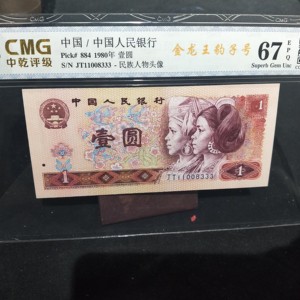 CMG
中乾评级
中国 / 中国人民银行
Pick# 884 1980年 壹圆
S/N JT11008333 - 民族人物头像
金龙王豹子号
67
EPQ
Superb Gem Unc
中国人民银行
1
壹圆
1
JT11008333